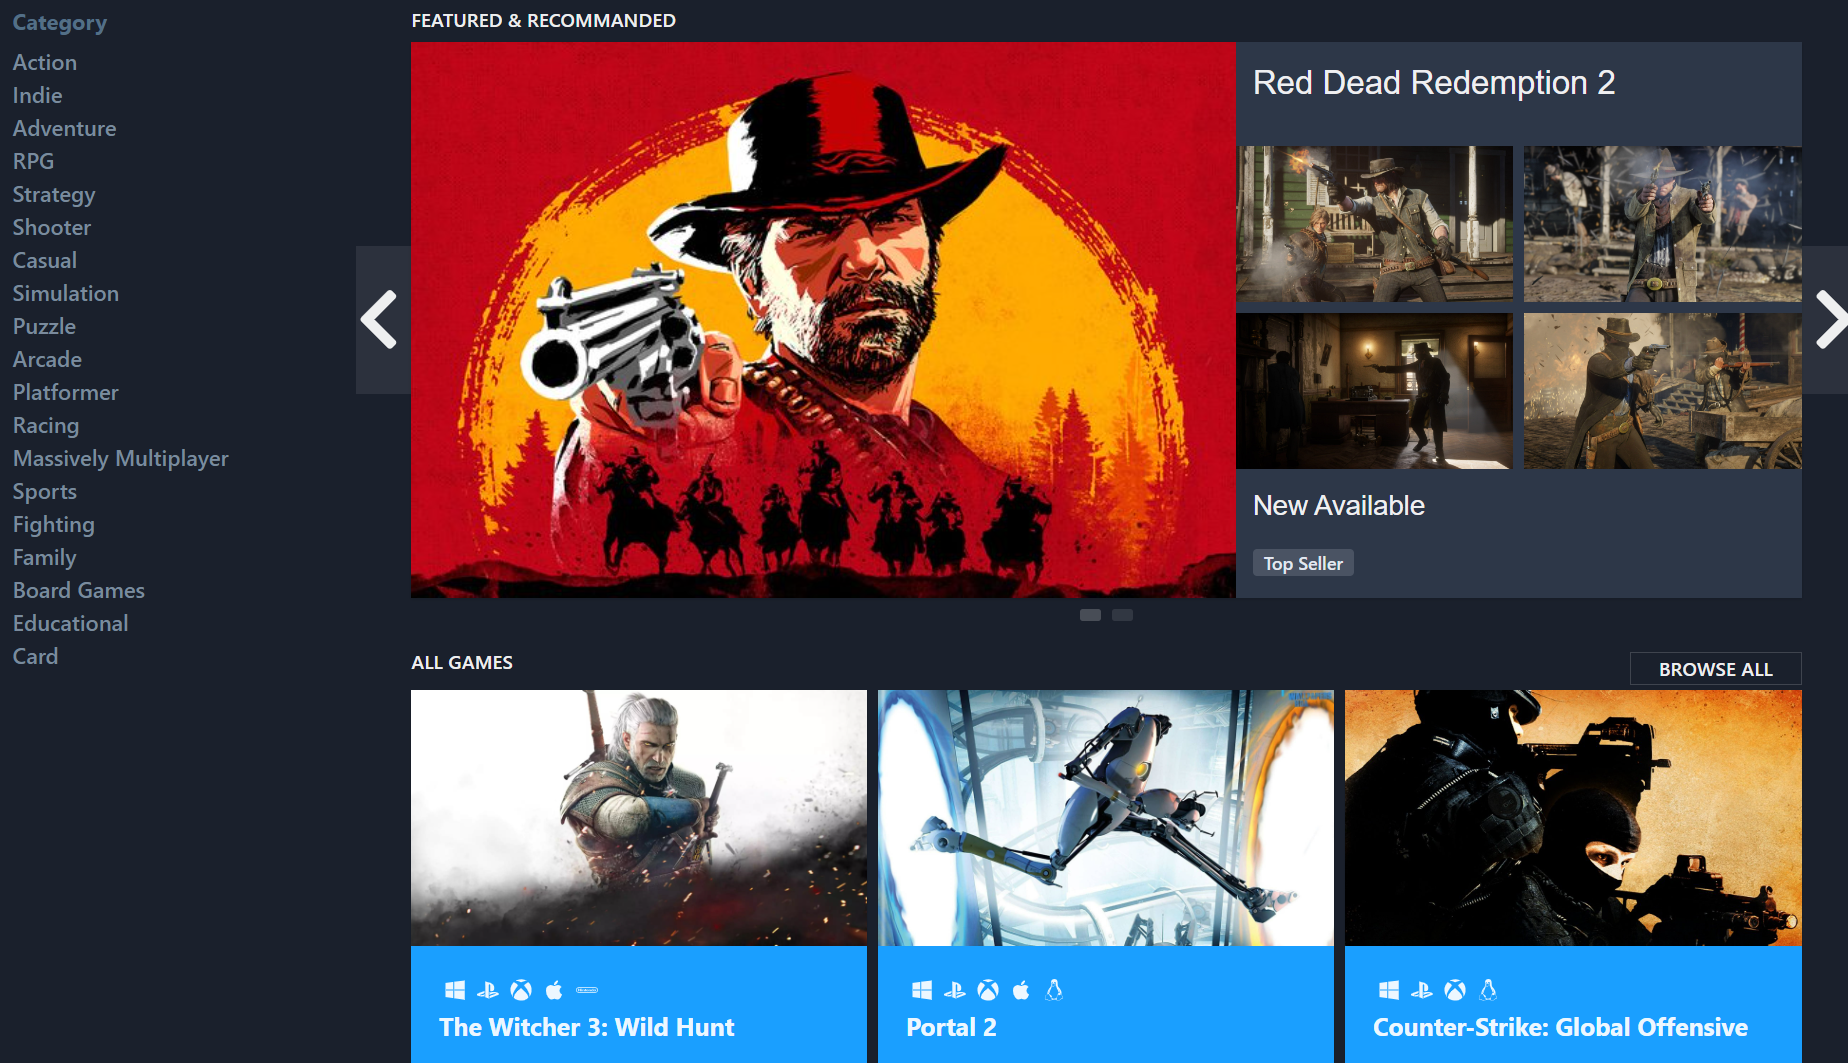 Category
Action
Indie
Adventure
RPG
Strategy
Shooter
Casual
Simulation
Puzzle
Arcade
Platformer
Racing
Massively Multiplayer
Sports
Fighting
Family
Board Games
Educational
Card
FEATURED & RECOMMANDED
Red Dead Redemption 2
New Available
Top Seller
ALL GAMES
BROWSE ALL
The Witcher 3: Wild Hunt
Portal 2
Counter-Strike: Global Offensive